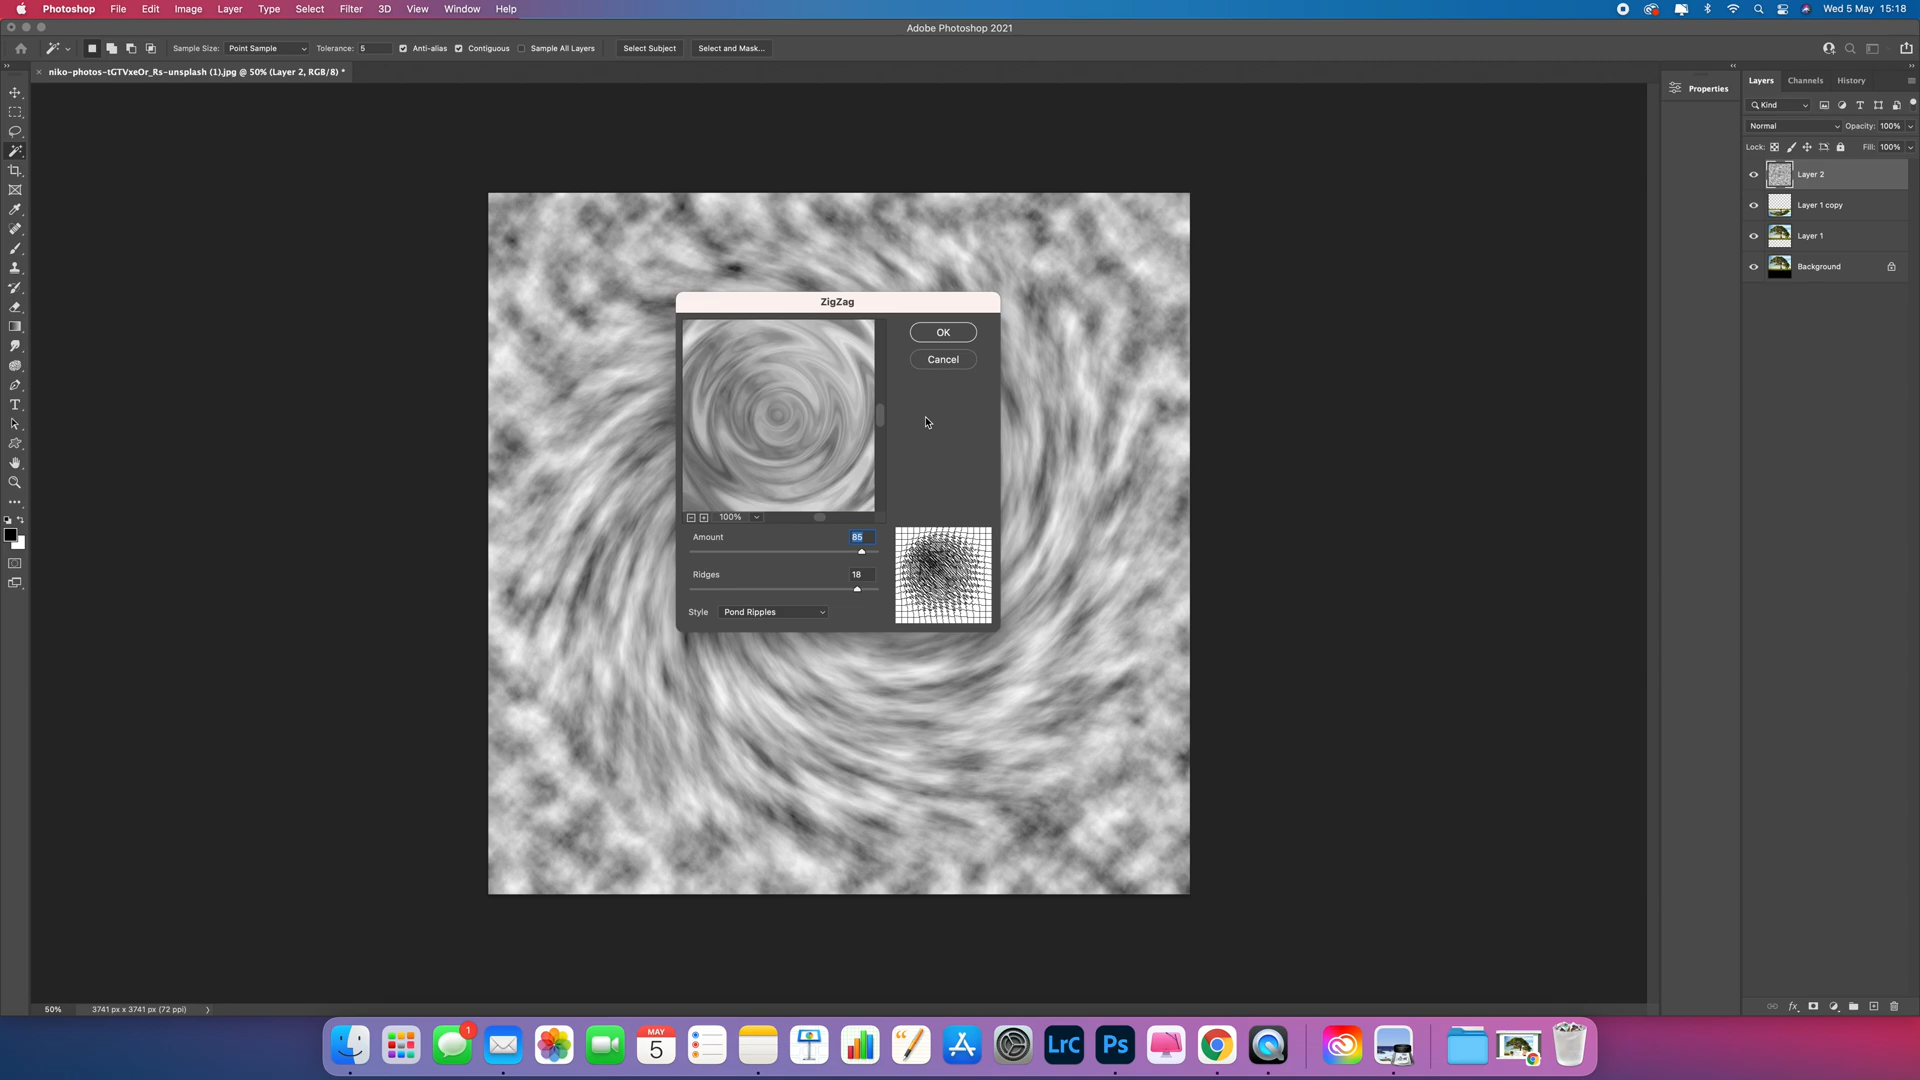 Photoshop File Edit Image Layer Type Select Filter 3D View Window Help Wed 5 May 15:18
Adobe Photoshop 2021
Sample Size: Point Sample Tolerance: 5 Anti-alias Contiguous Sample All Layers Select Subject Select and Mask...
niko-photos-tGTVxeOr_Rs-unsplash (1).jpg @ 50% (Layer 2, RGB/8) *
Properties
Layers Channels History
Kind
Normal Opacity: 100%
Lock: Fill: 100%
Layer 2
Layer 1 copy
Layer 1
Background
ZigZag
OK
Cancel
100%
Amount 85
Ridges 18
Style Pond Ripples
50% 3741 px x 3741 px (72 ppi)
fx
1
MAY
5
LrC
Ps